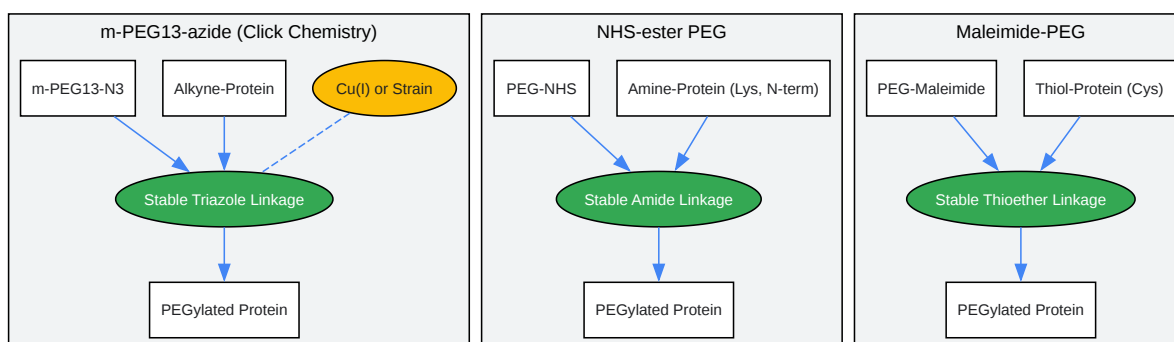 m-PEG13-azide (Click Chemistry)
m-PEG13-N3
Alkyne-Protein
Cu(I) or Strain
Stable Triazole Linkage
PEGylated Protein
NHS-ester PEG
PEG-NHS
Amine-Protein (Lys, N-term)
Stable Amide Linkage
PEGylated Protein
Maleimide-PEG
PEG-Maleimide
Thiol-Protein (Cys)
Stable Thioether Linkage
PEGylated Protein